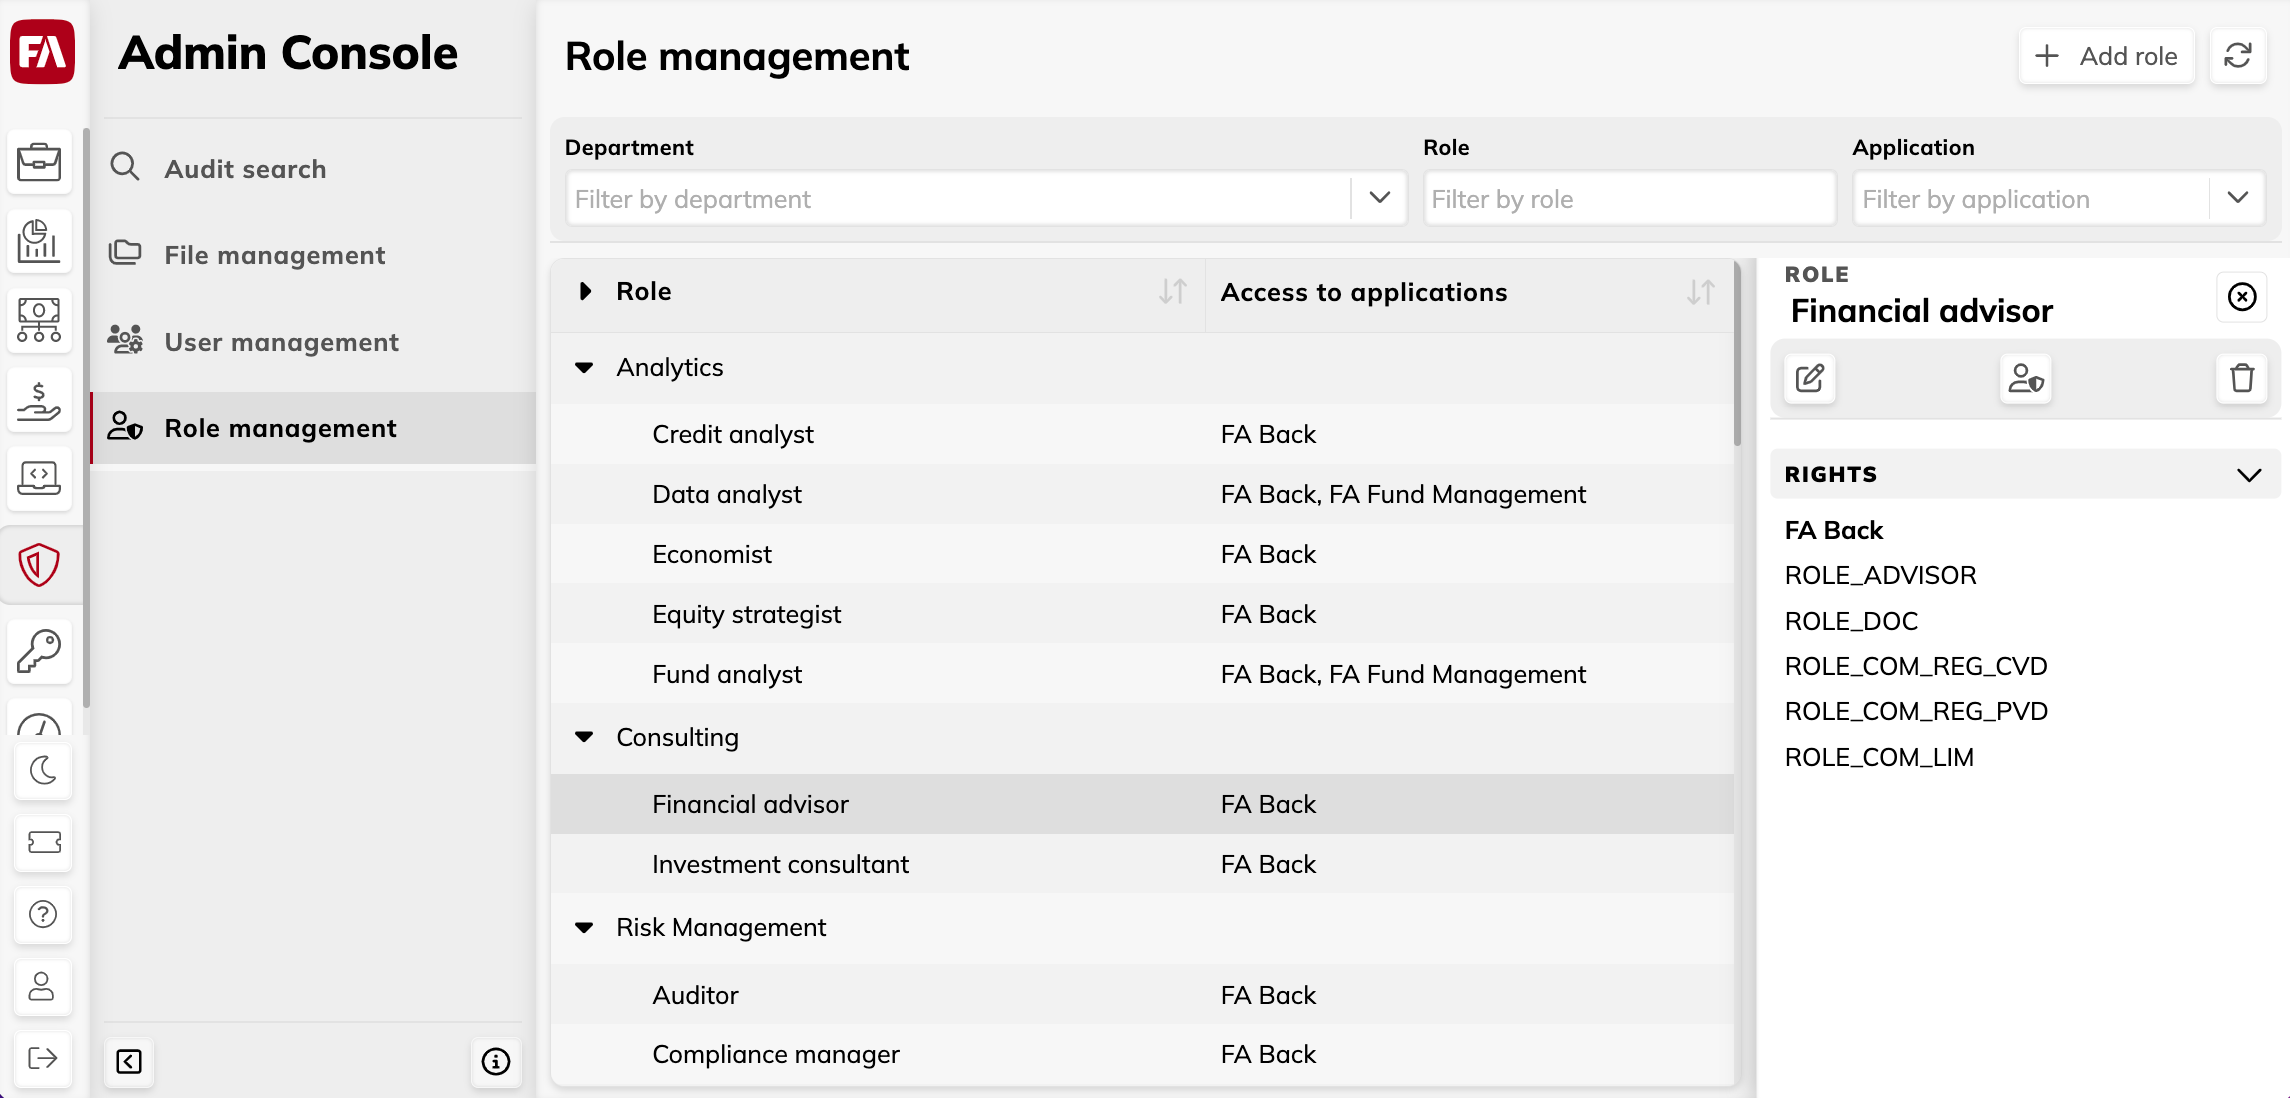 FA
Admin Console
Audit search
File management
User management
Role management
Role management
Add role
Department
Role
Application
Filter by department
Filter by role
Filter by application
Role
Access to applications
Analytics
Credit analyst
FA Back
Data analyst
FA Back, FA Fund Management
Economist
FA Back
Equity strategist
FA Back
Fund analyst
FA Back, FA Fund Management
Consulting
Financial advisor
FA Back
Investment consultant
FA Back
Risk Management
Auditor
FA Back
Compliance manager
FA Back
ROLE
Financial advisor
RIGHTS
FA Back
ROLE_ADVISOR
ROLE_DOC
ROLE_COM_REG_CVD
ROLE_COM_REG_PVD
ROLE_COM_LIM